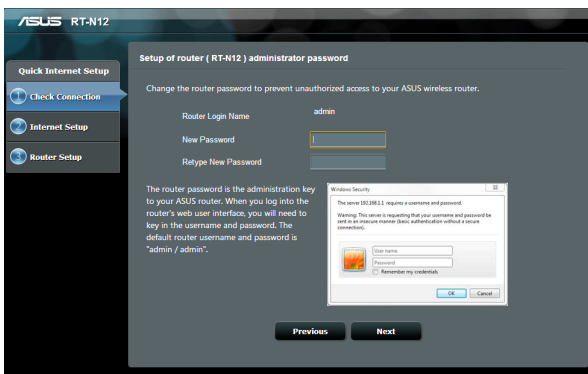 ASUS RT-N12
Setup of router ( RT-N12 ) administrator password
Quick Internet Setup
1 Check Connection
2 Internet Setup
3 Router Setup
Change the router password to prevent unauthorized access to your ASUS wireless router.
Router Login Name admin
New Password
Retype New Password
The router password is the administration key
to your ASUS router. When you log into the
router's web user interface, you will need to
key in the username and password. The
default router username and password is
"admin / admin".
Windows Security
The server 192.168.1.1 requires a username and password.
Warning: This server is requesting that your username and password be
sent in an insecure manner (basic authentication without a secure
connection).
User name
Password
Remember my credentials
OK Cancel
Previous Next